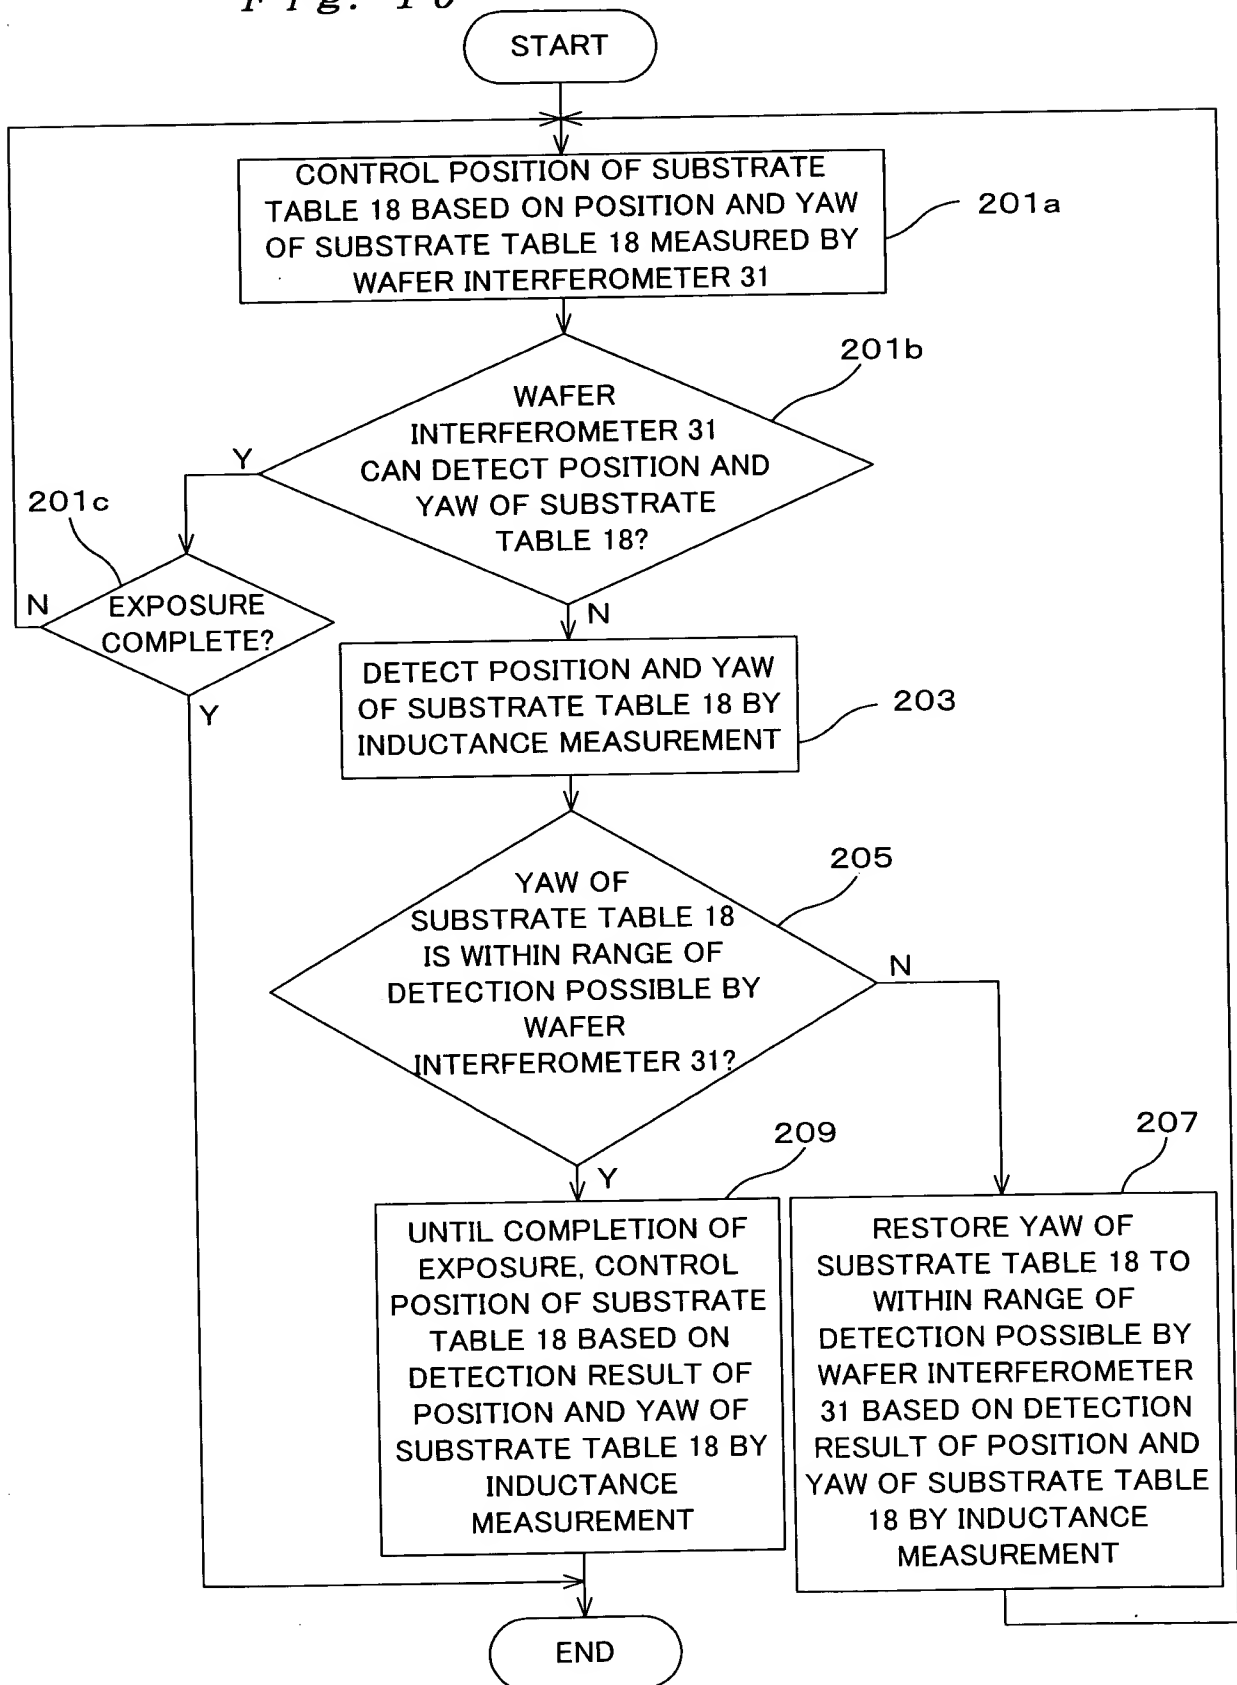 START
CONTROL POSITION OF SUBSTRATE
TABLE 18 BASED ON POSITION AND YAW
OF SUBSTRATE TABLE 18 MEASURED BY
WAFER INTERFEROMETER 31
201a
201b
WAFER
INTERFEROMETER 31
CAN DETECT POSITION AND
YAW OF SUBSTRATE
TABLE 18?
Y
201c
N
EXPOSURE
COMPLETE?
N
Y
DETECT POSITION AND YAW
OF SUBSTRATE TABLE 18 BY
INDUCTANCE MEASUREMENT
203
205
YAW OF
SUBSTRATE TABLE 18
IS WITHIN RANGE OF
DETECTION POSSIBLE BY
WAFER
INTERFEROMETER 31?
N
Y
209
207
UNTIL COMPLETION OF
EXPOSURE, CONTROL
POSITION OF SUBSTRATE
TABLE 18 BASED ON
DETECTION RESULT OF
POSITION AND YAW OF
SUBSTRATE TABLE 18 BY
INDUCTANCE
MEASUREMENT
RESTORE YAW OF
SUBSTRATE TABLE 18 TO
WITHIN RANGE OF
DETECTION POSSIBLE BY
WAFER INTERFEROMETER
31 BASED ON DETECTION
RESULT OF POSITION AND
YAW OF SUBSTRATE TABLE
18 BY INDUCTANCE
MEASUREMENT
END